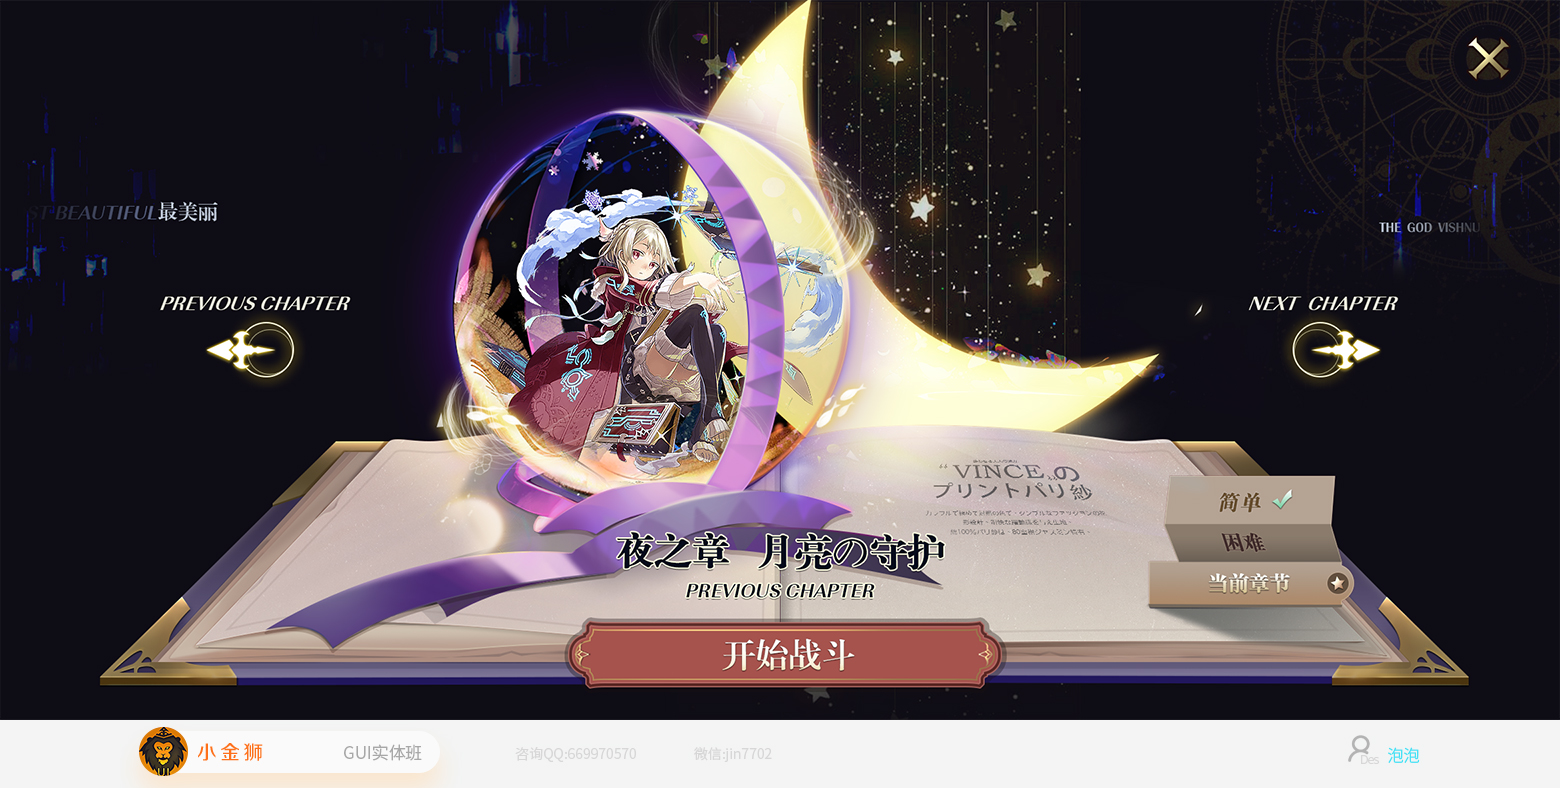 ST BEAUTIFUL最美丽
THE GOD VISHNU
PREVIOUS CHAPTER
NEXT CHAPTER
“VINCE„の
プリントパリ紗
简单
困难
当前章节
夜之章 月亮の守护
PREVIOUS CHAPTER
开始战斗
小金狮
GUI实体班
咨询QQ:669970570
微信:jin7702
Des
泡泡
UI